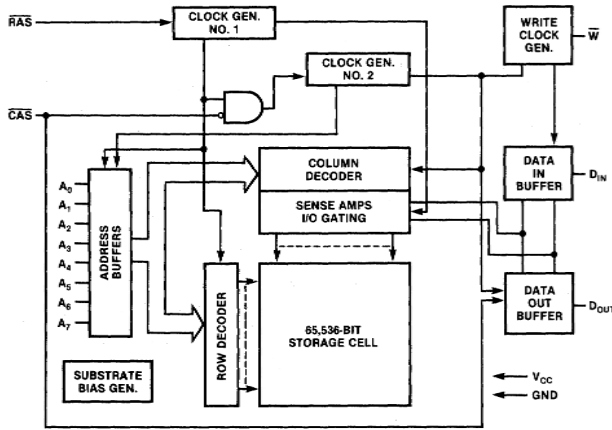 RAS
CLOCK GEN.
NO. 1
CLOCK GEN.
NO. 2
WRITE
CLOCK
GEN.
W
CAS
A0
A1
A2
A3
A4
A5
A6
A7
ADDRESS
BUFFERS
COLUMN
DECODER
SENSE AMPS
I/O GATING
DATA
IN
BUFFER
DIN
ROW DECODER
65,536-BIT
STORAGE CELL
DATA
OUT
BUFFER
DOUT
SUBSTRATE
BIAS GEN.
VCC
GND